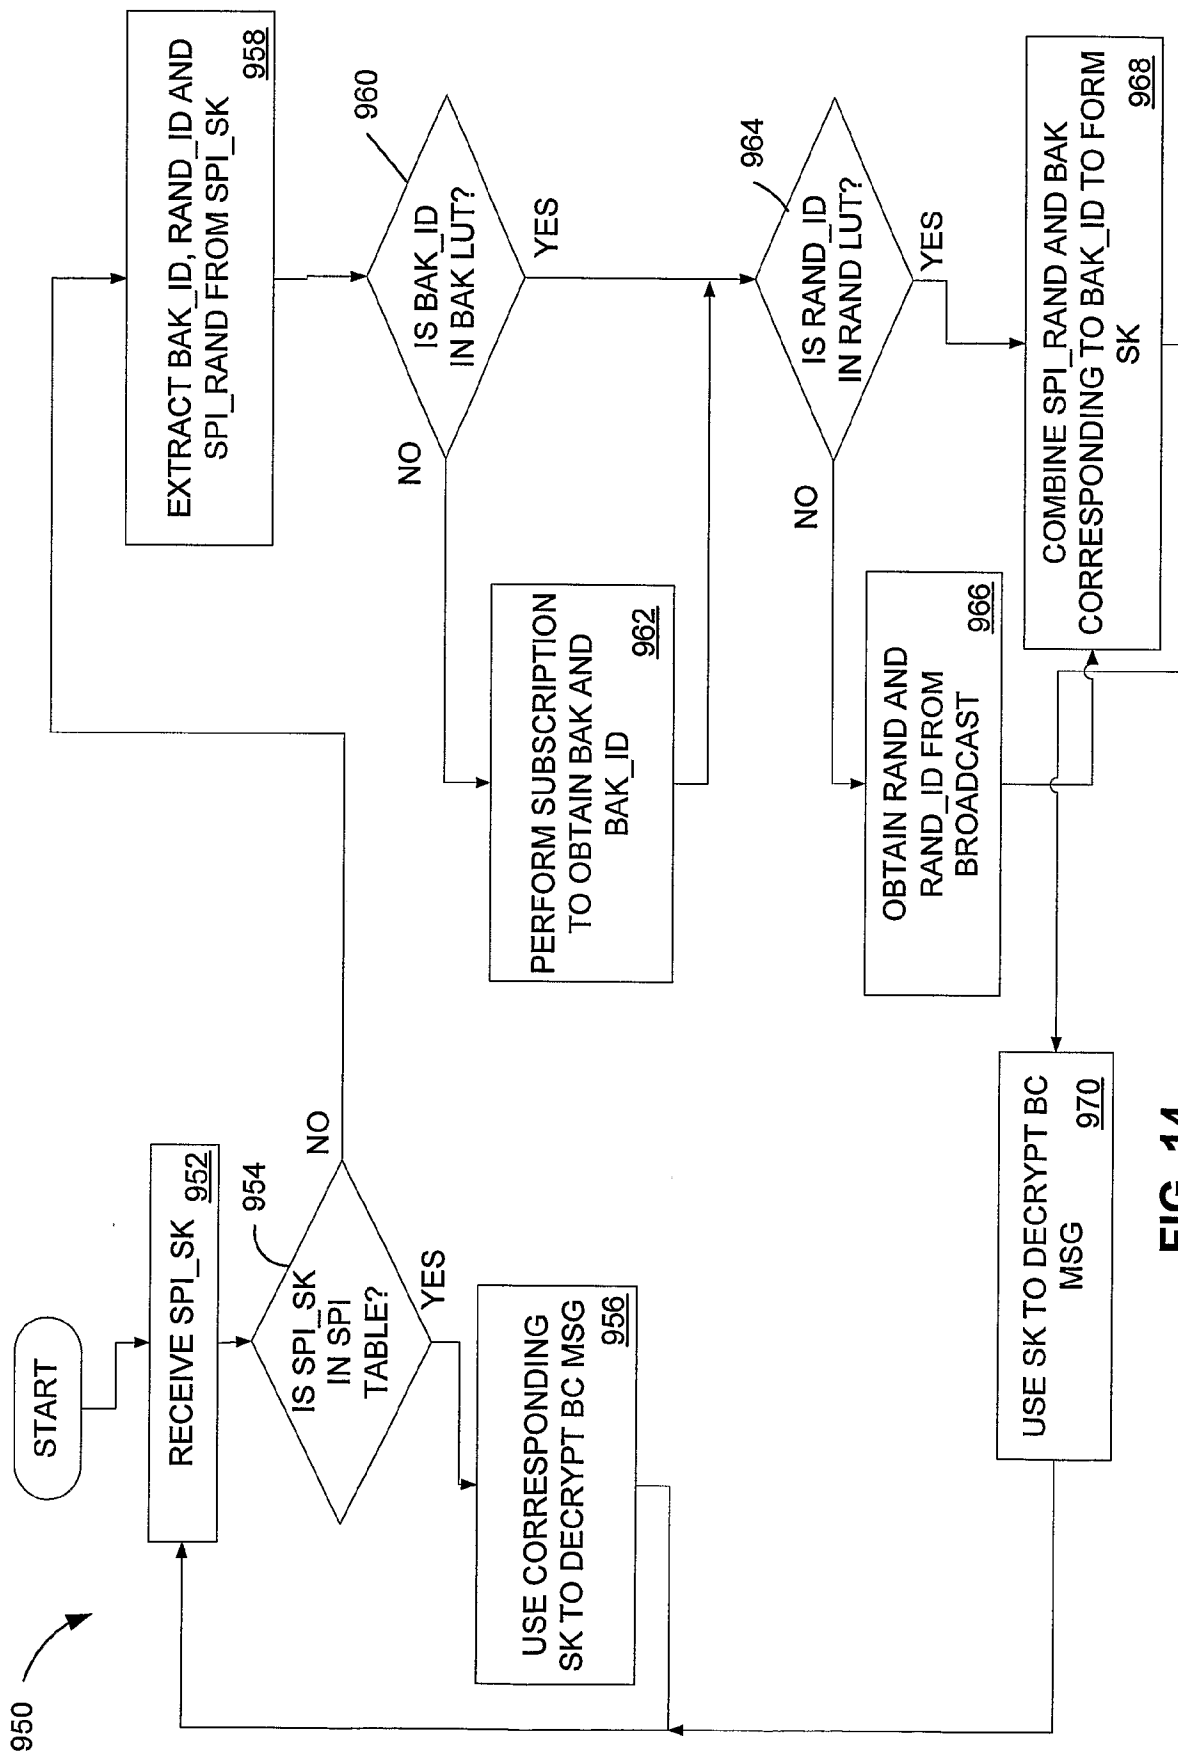 950
START
RECEIVE SPI_SK
952
954
IS SPI_SK
IN SPI
TABLE?
NO
YES
USE CORRESPONDING
SK TO DECRYPT BC MSG
956
EXTRACT BAK_ID, RAND_ID AND
SPI_RAND FROM SPI_SK
958
960
IS BAK_ID
IN BAK LUT?
NO
YES
PERFORM SUBSCRIPTION
TO OBTAIN BAK AND
BAK_ID
962
964
IS RAND_ID
IN RAND LUT?
NO
YES
OBTAIN RAND AND
RAND_ID FROM
BROADCAST
966
COMBINE SPI_RAND AND BAK
CORRESPONDING TO BAK_ID TO FORM
SK
968
USE SK TO DECRYPT BC
MSG
970
FIG. 14